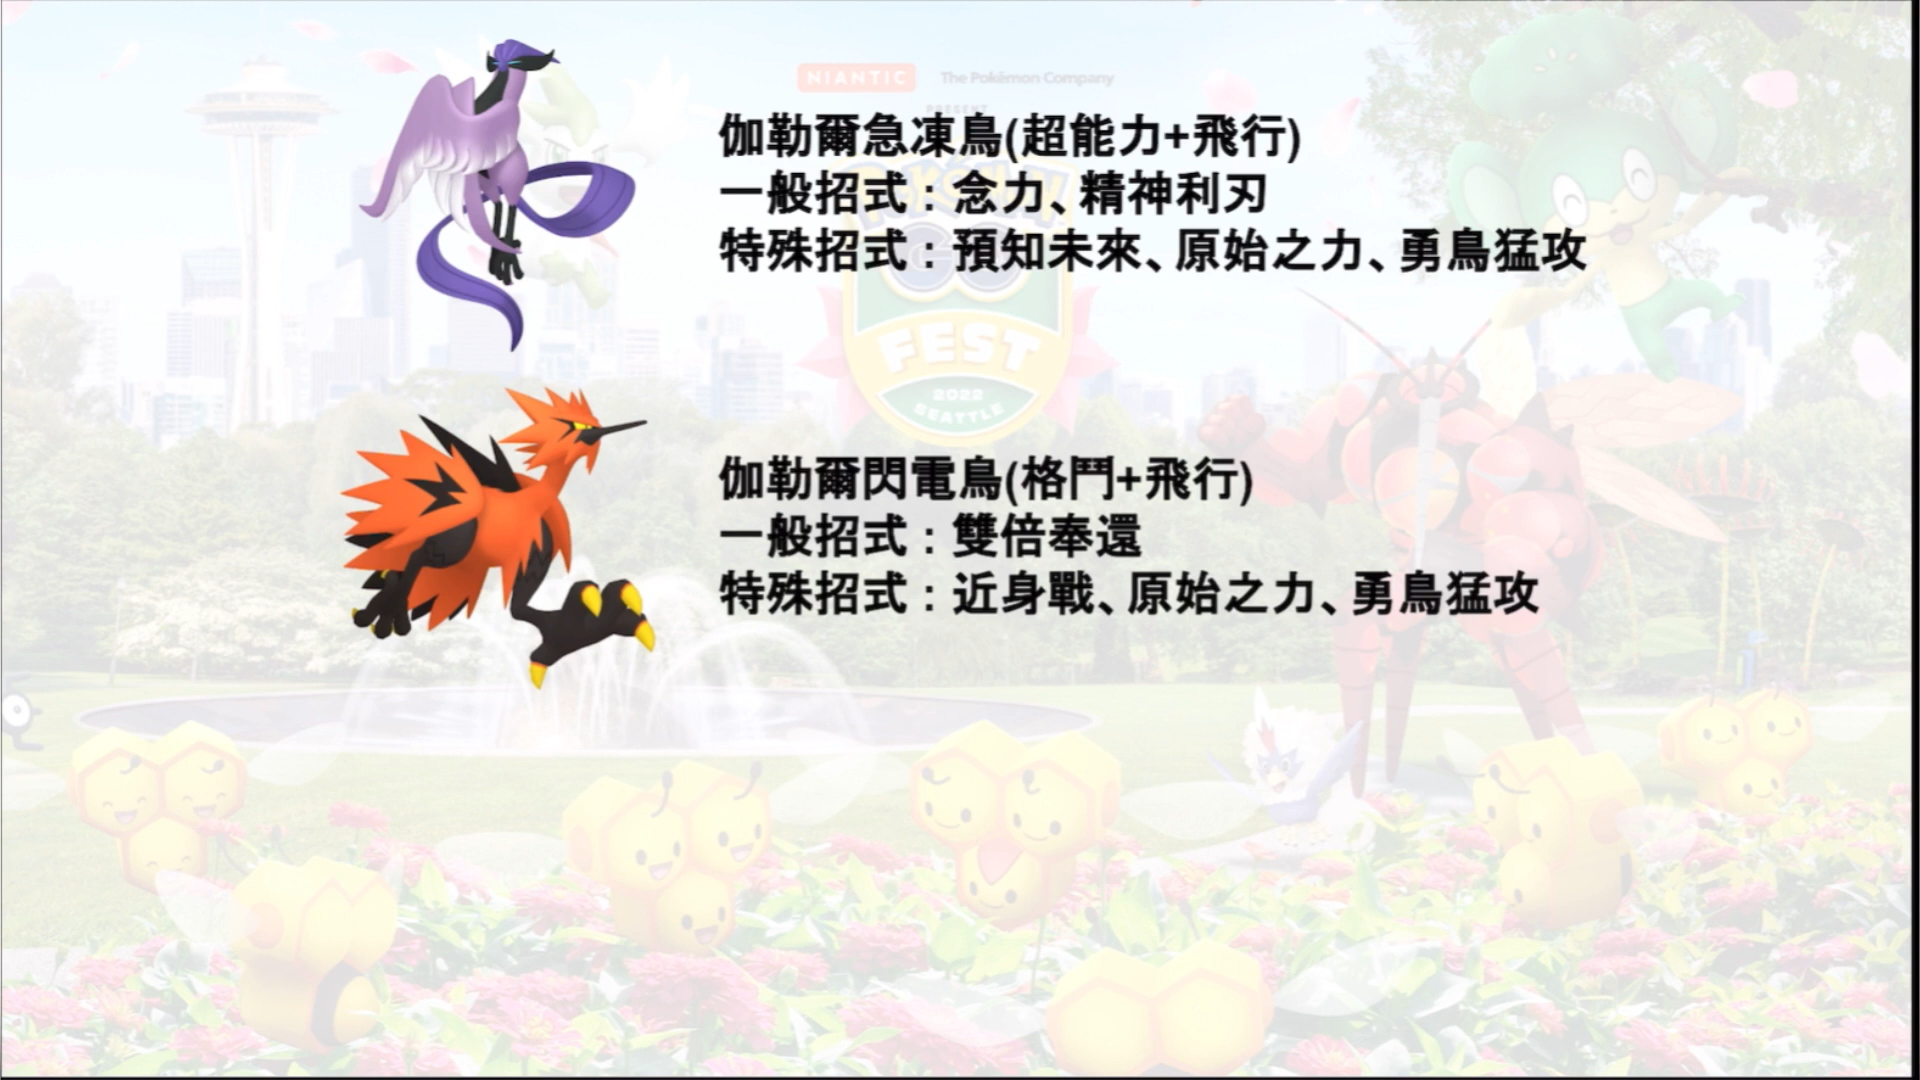 NIANTIC The Pokémon Company
PRESENT
伽勒爾急凍鳥(超能力+飛行)
一般招式：念力、精神利刃
特殊招式：預知未來、原始之力、勇鳥猛攻
POKÉMON
GO
FEST
2022
SEATTLE
伽勒爾閃電鳥(格鬥+飛行)
一般招式：雙倍奉還
特殊招式：近身戰、原始之力、勇鳥猛攻